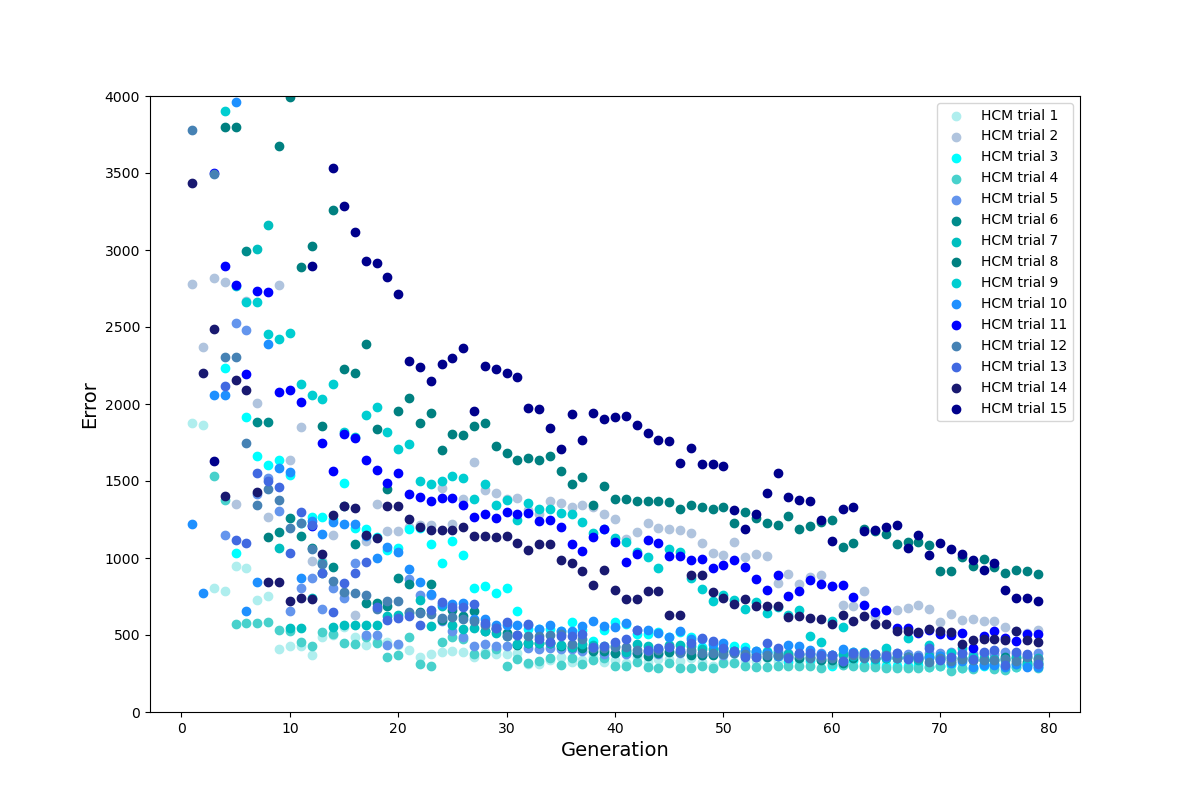 4000
3500
3000
2500
2000
1500
1000
500
0
Error
0 10 20 30 40 50 60 70 80
Generation
HCM trial 1
HCM trial 2
HCM trial 3
HCM trial 4
HCM trial 5
HCM trial 6
HCM trial 7
HCM trial 8
HCM trial 9
HCM trial 10
HCM trial 11
HCM trial 12
HCM trial 13
HCM trial 14
HCM trial 15